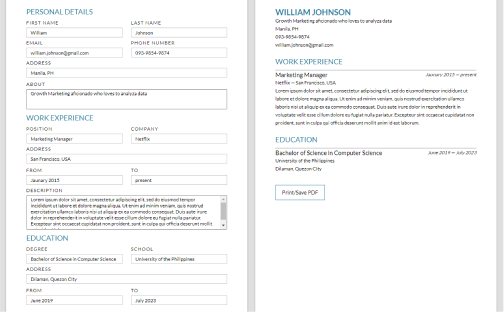 PERSONAL DETAILS
FIRST NAME LAST NAME
William Johnson
EMAIL PHONE NUMBER
william.johnson@gmail.com 093-9854-9874
ADDRESS
Manila, PH
ABOUT
Growth Marketing aficionado who loves to analyze data
WORK EXPERIENCE
POSITION COMPANY
Marketing Manager Netflix
ADDRESS
San Francisco, USA
FROM TO
Jaunary 2015 present
DESCRIPTION
Lorem ipsum dolor sit amet, consectetur adipiscing elit, sed do eiusmod tempor
incididunt ut labore et dolore magna aliqua. Ut enim ad minim veniam, quis nostrud
exercitation ullamco laboris nisi ut aliquip ex ea commodo consequat. Duis aute irure
dolor in reprehenderit in voluptate velit esse cillum dolore eu fugiat nulla pariatur.
Excepteur sint occaecat cupidatat non proident, sunt in culpa qui officia deserunt mollit
EDUCATION
DEGREE SCHOOL
Bachelor of Science in Computer Science University of the Philippines
ADDRESS
Diliaman, Quezon City
FROM TO
June 2019 July 2023
WILLIAM JOHNSON
Growth Marketing aficionado who loves to analyze data
Manila, PH
093-9854-9874
william.johnson@gmail.com
WORK EXPERIENCE
Marketing Manager Jaunary 2015 – present
Netflix – San Francisco, USA
Lorem ipsum dolor sit amet, consectetur adipiscing elit, sed do eiusmod tempor incididunt ut
labore et dolore magna aliqua. Ut enim ad minim veniam, quis nostrud exercitation ullamco
laboris nisi ut aliquip ex ea commodo consequat. Duis aute irure dolor in reprehenderit in
voluptate velit esse cillum dolore eu fugiat nulla pariatur. Excepteur sint occaecat cupidatat non
proident, sunt in culpa qui officia deserunt mollit anim id est laborum.
EDUCATION
Bachelor of Science in Computer Science June 2019 – July 2023
University of the Philippines
Diliaman, Quezon City
Print/Save PDF